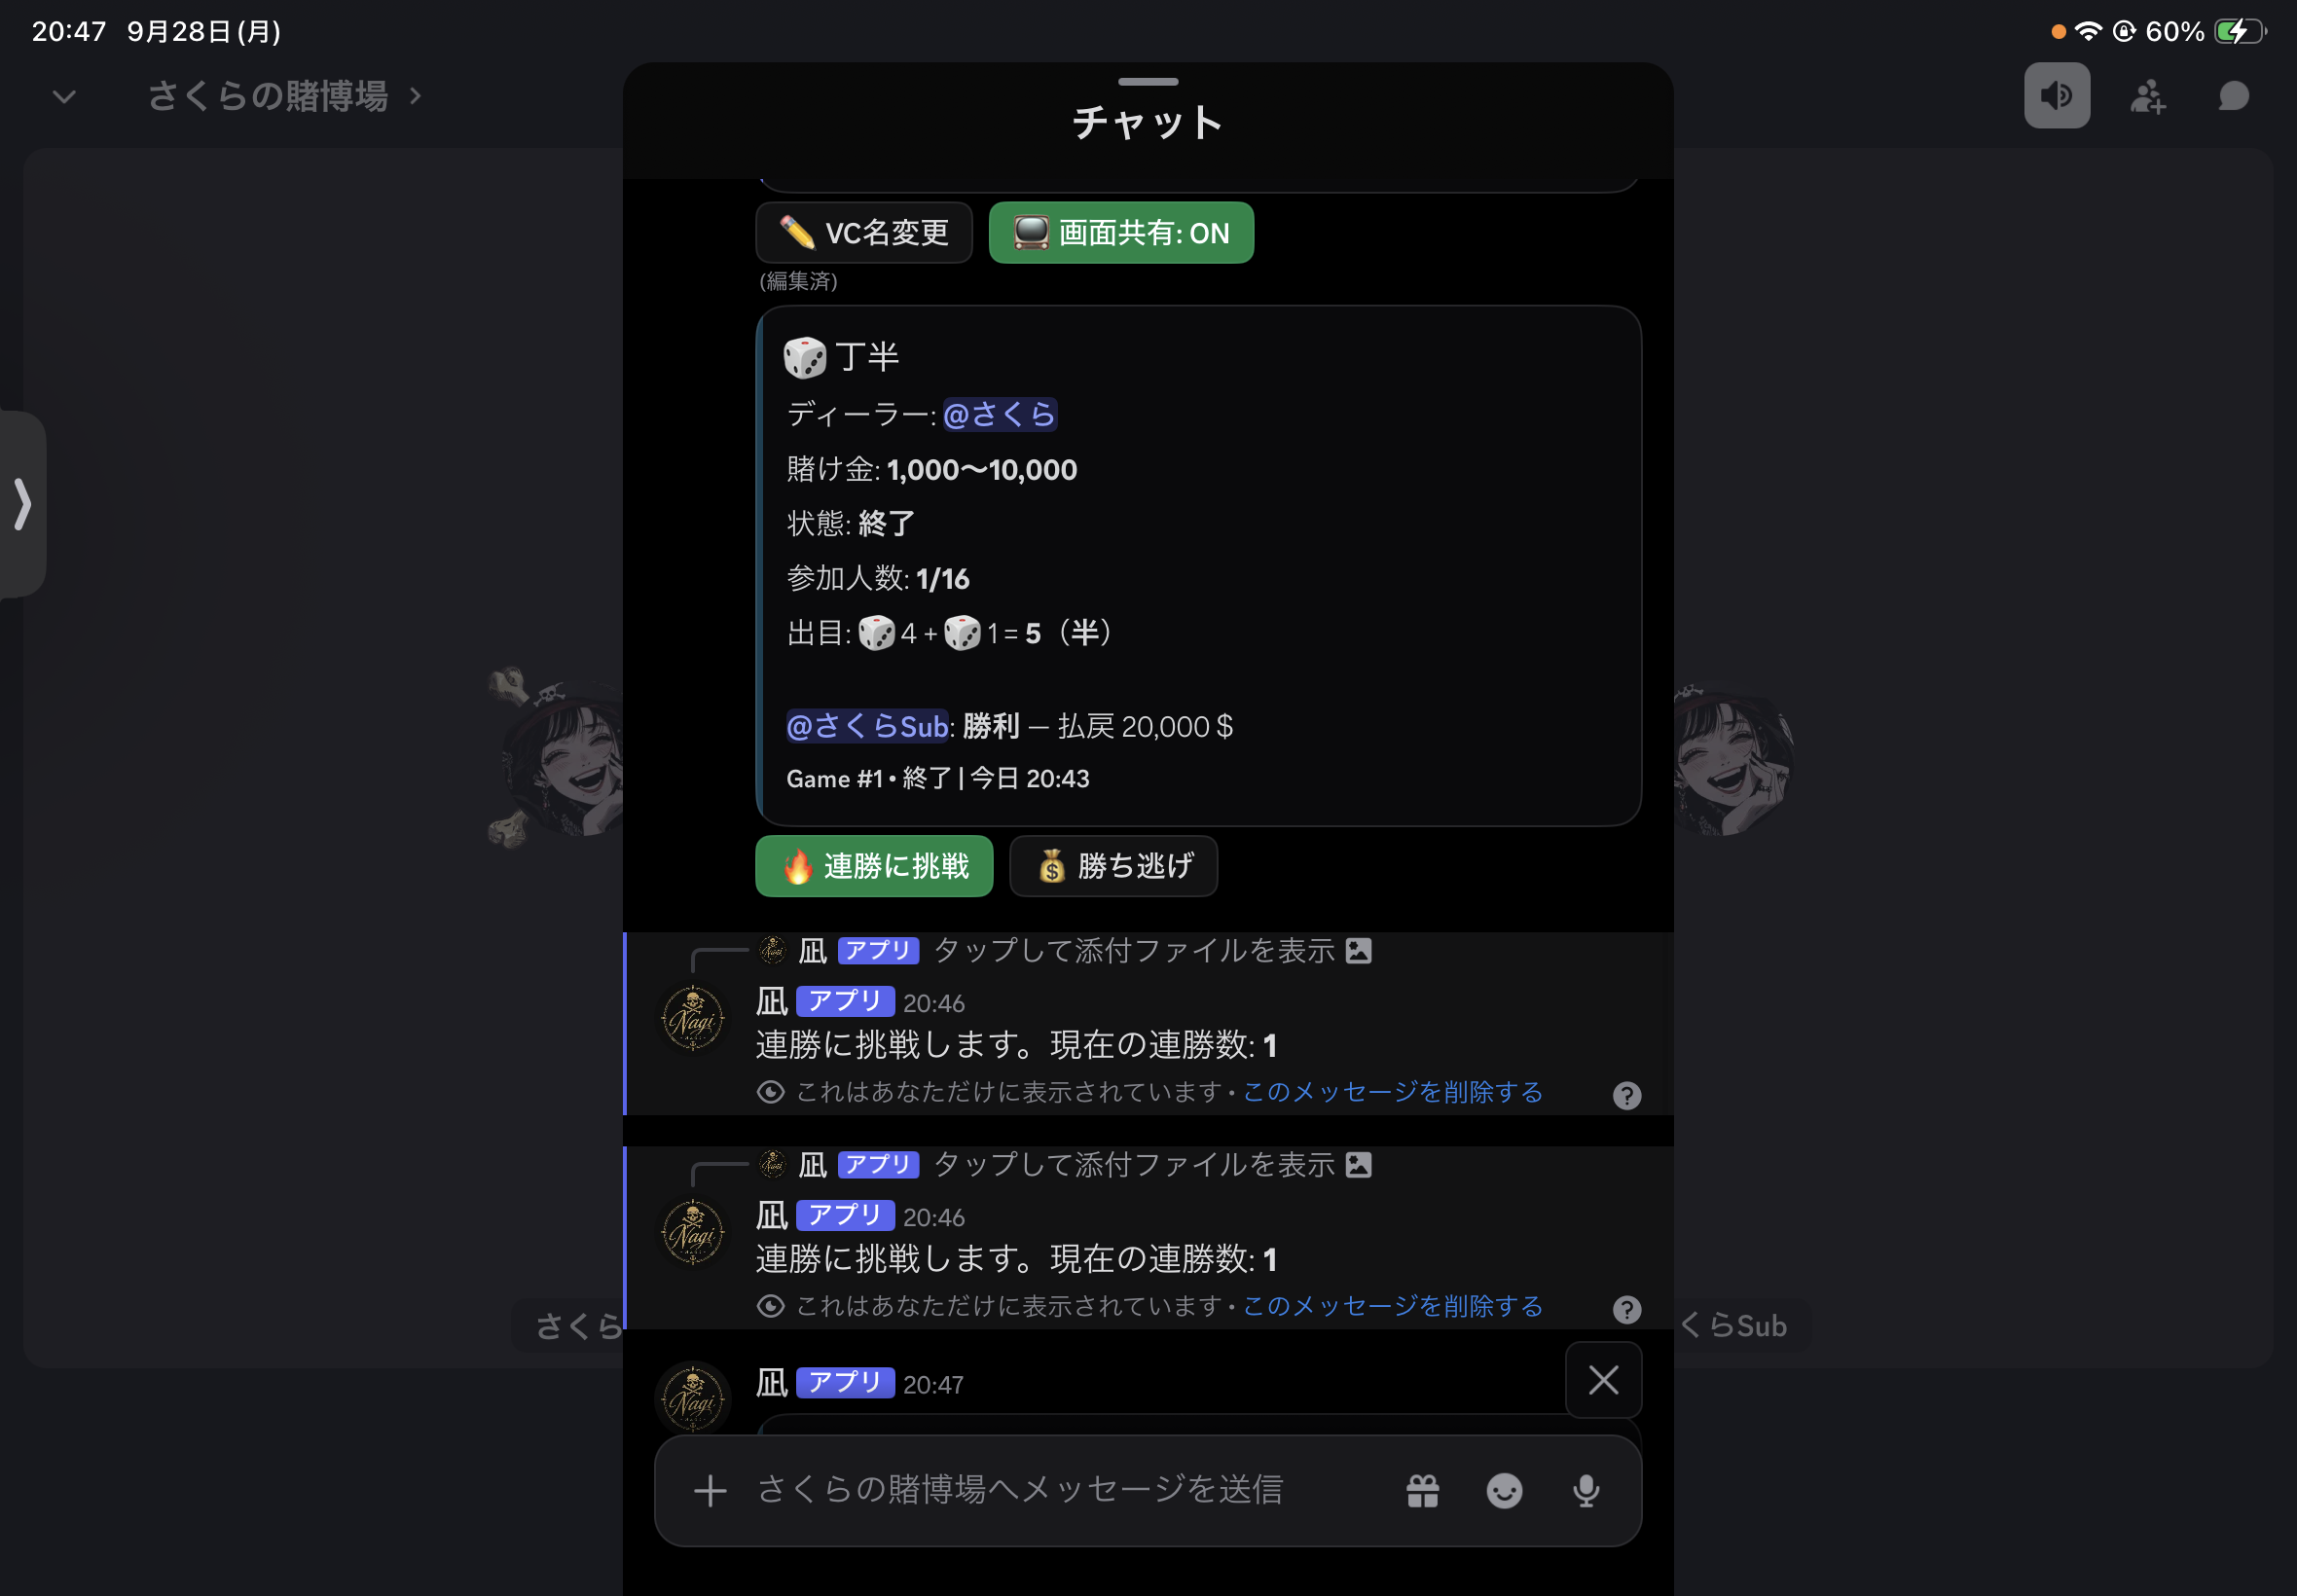 20:47 9月28日(月)
60%
さくらの賭博場
チャット
VC名変更
画面共有: ON
(編集済)
丁半
ディーラー: @さくら
賭け金: 1,000〜10,000
状態: 終了
参加人数: 1/16
出目: 4 + 1 = 5（半）
@さくらSub: 勝利 — 払戻 20,000 $
Game #1 • 終了 | 今日 20:43
連勝に挑戦
勝ち逃げ
凪 アプリ タップして添付ファイルを表示
凪 アプリ 20:46
Nagi
連勝に挑戦します。現在の連勝数: 1
これはあなただけに表示されています • このメッセージを削除する
凪 アプリ タップして添付ファイルを表示
凪 アプリ 20:46
Nagi
連勝に挑戦します。現在の連勝数: 1
これはあなただけに表示されています • このメッセージを削除する
さくら
くらSub
凪 アプリ 20:47
Nagi
さくらの賭博場へメッセージを送信